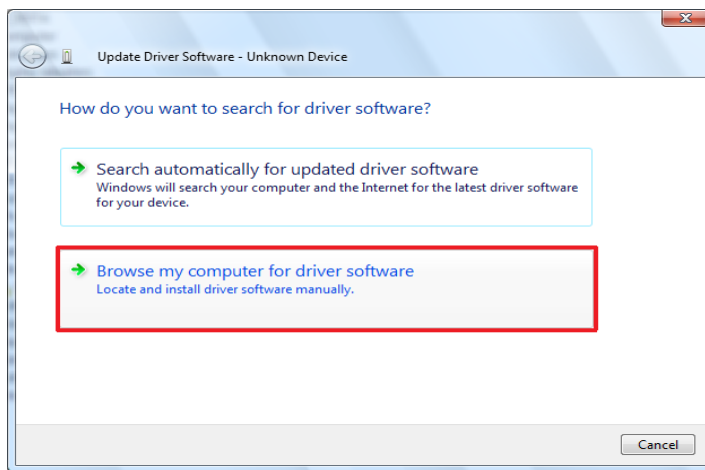 Update Driver Software - Unknown Device
How do you want to search for driver software?
Search automatically for updated driver software
Windows will search your computer and the Internet for the latest driver software
for your device.
Browse my computer for driver software
Locate and install driver software manually.
Cancel